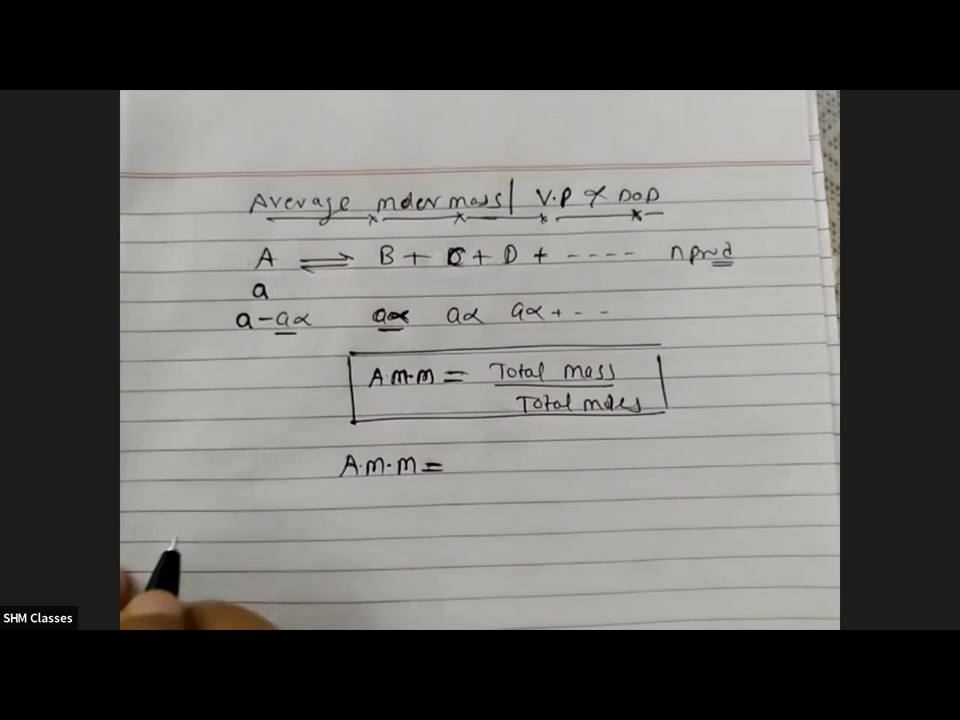 Average molar mass | V.P & DOD
A ⇌ B + C + D + ---- n prod
a
a - aα aα aα aα + - -
A.M.M = Total mass / Total moles
A.M.M =
SHM Classes